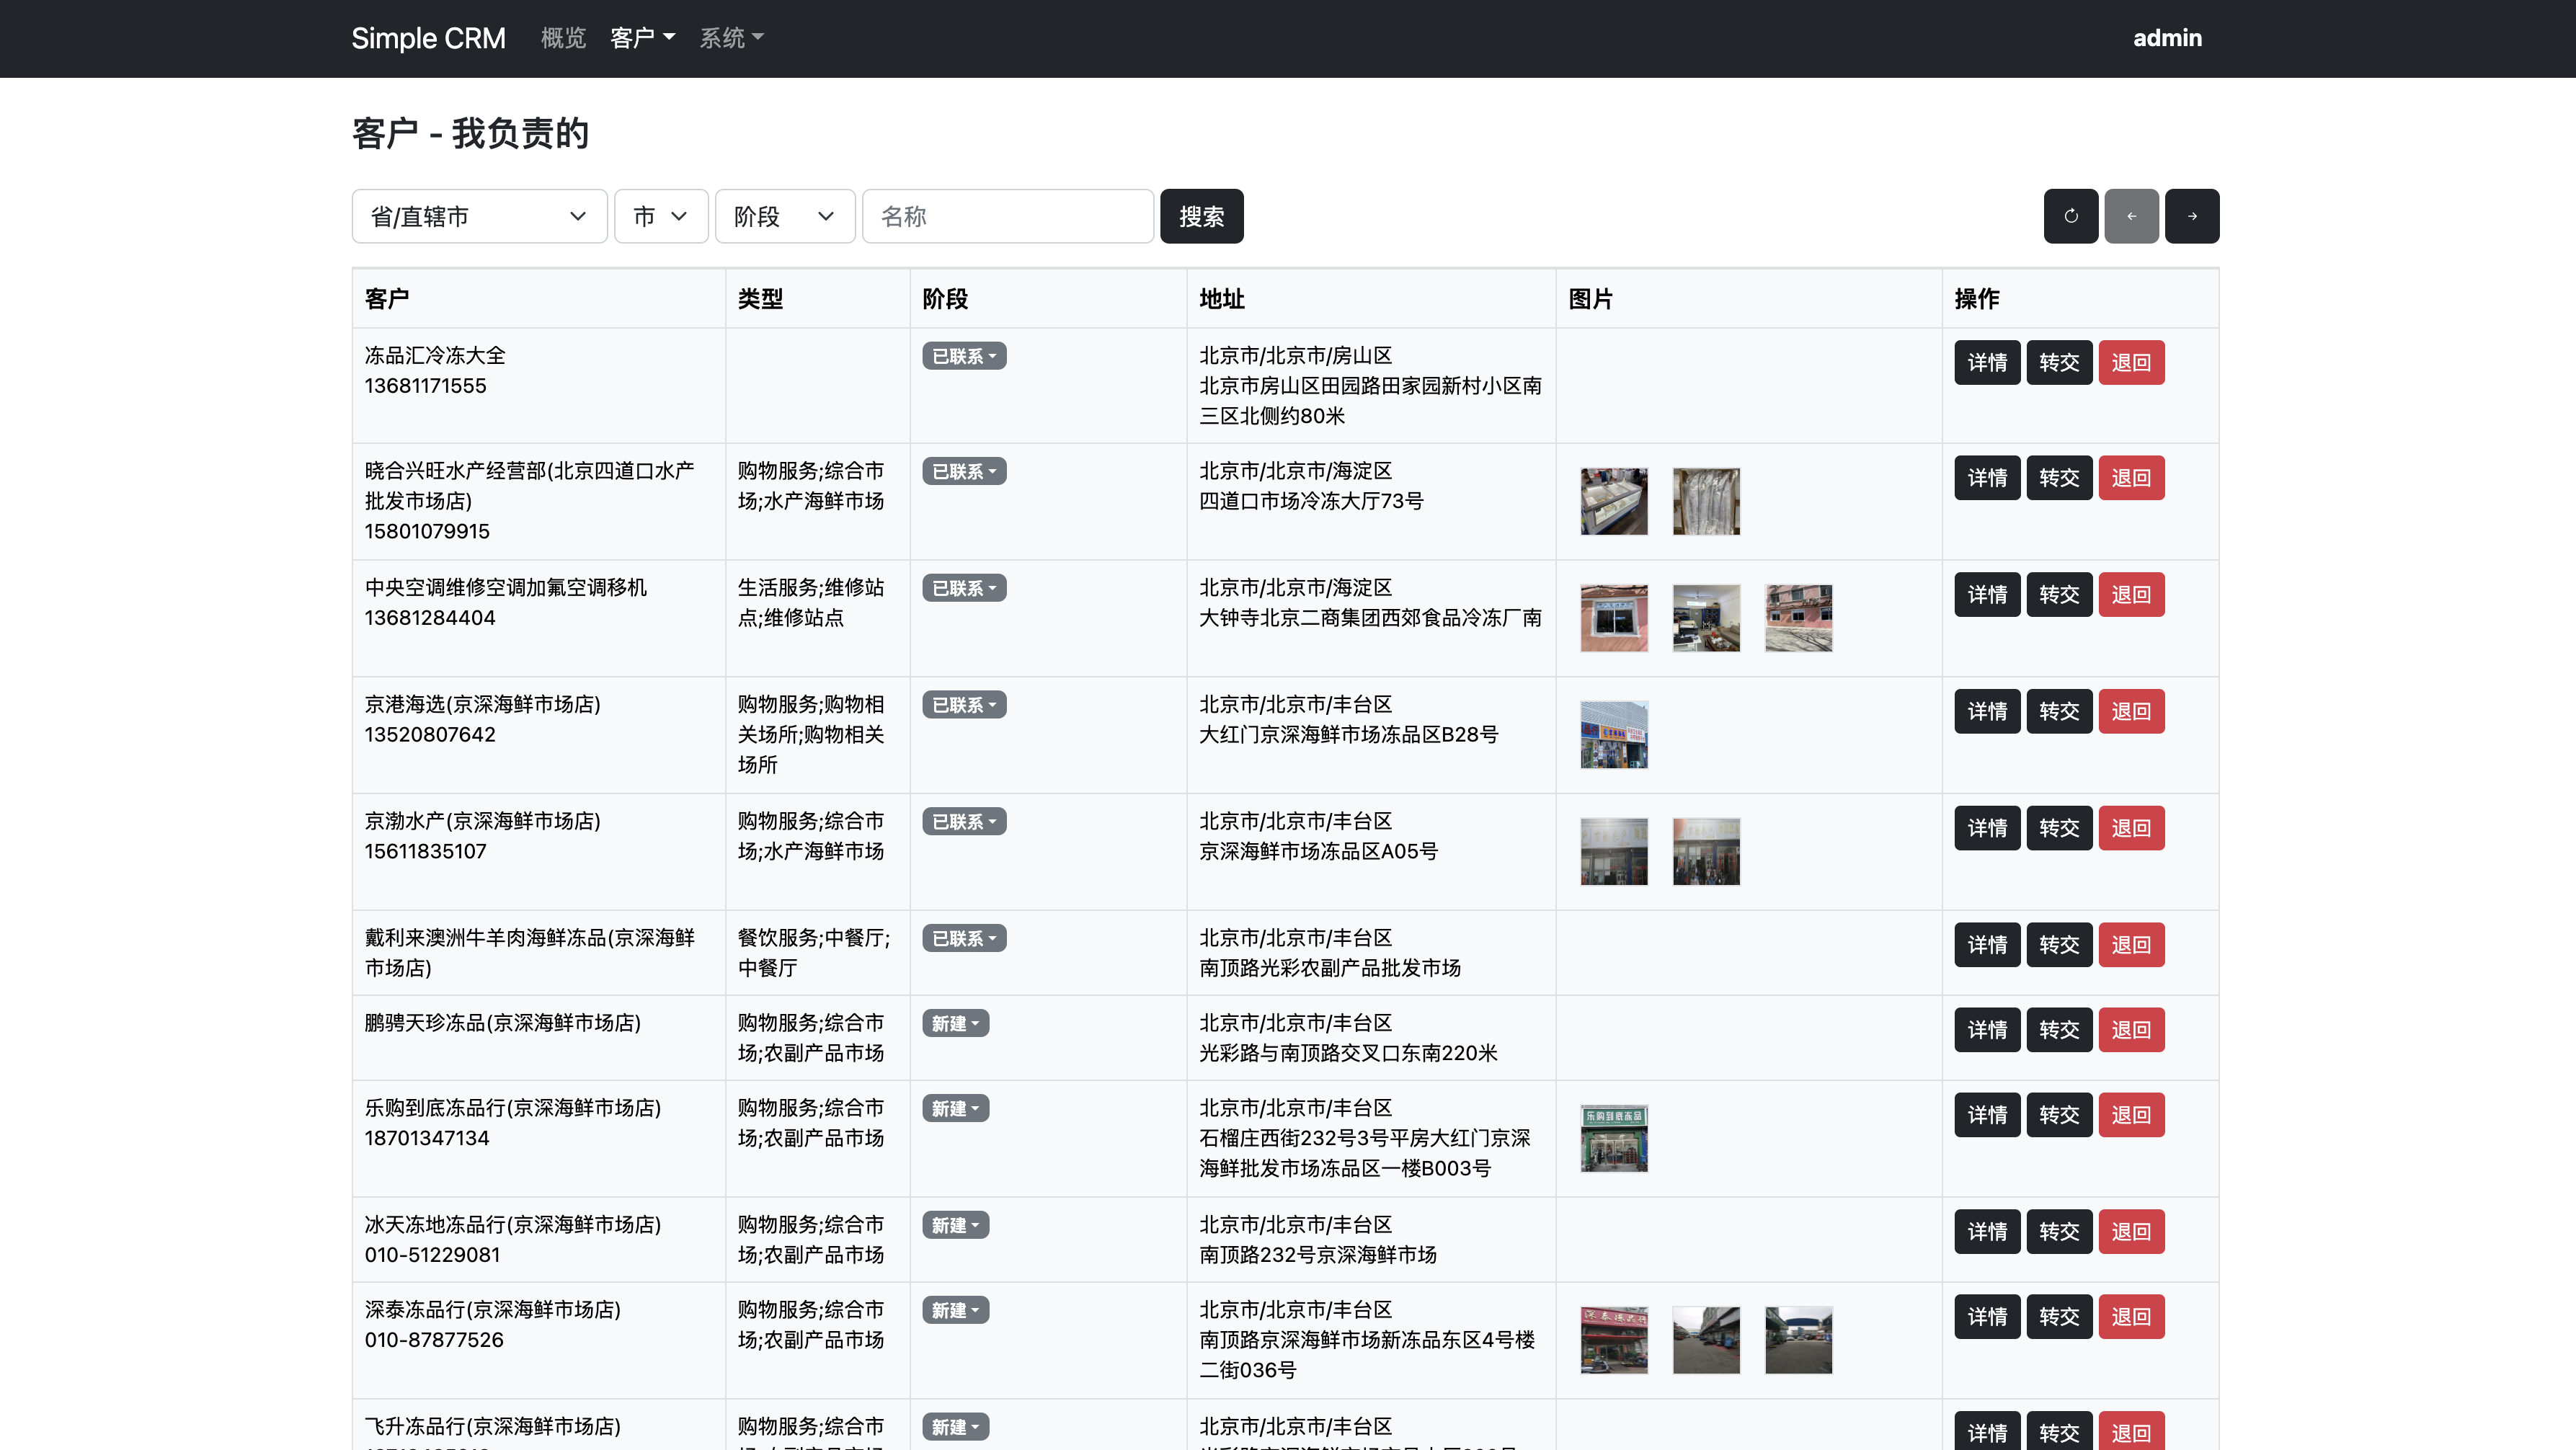 Simple CRM 概览 客户 系统 admin
客户 - 我负责的
省/直辖市 市 阶段 名称 搜索
客户 类型 阶段 地址 图片 操作
冻品汇冷冻大全
13681171555
已联系
北京市/北京市/房山区
北京市房山区田园路田家园新村小区南
三区北侧约80米
详情 转交 退回
晓合兴旺水产经营部(北京四道口水产
批发市场店)
15801079915
购物服务;综合市
场;水产海鲜市场
已联系
北京市/北京市/海淀区
四道口市场冷冻大厅73号
详情 转交 退回
中央空调维修空调加氟空调移机
13681284404
生活服务;维修站
点;维修站点
已联系
北京市/北京市/海淀区
大钟寺北京二商集团西郊食品冷冻厂南
详情 转交 退回
京港海选(京深海鲜市场店)
13520807642
购物服务;购物相
关场所;购物相关
场所
已联系
北京市/北京市/丰台区
大红门京深海鲜市场冻品区B28号
详情 转交 退回
京渤水产(京深海鲜市场店)
15611835107
购物服务;综合市
场;水产海鲜市场
已联系
北京市/北京市/丰台区
京深海鲜市场冻品区A05号
详情 转交 退回
戴利来澳洲牛羊肉海鲜冻品(京深海鲜
市场店)
餐饮服务;中餐厅;
中餐厅
已联系
北京市/北京市/丰台区
南顶路光彩农副产品批发市场
详情 转交 退回
鹏骋天珍冻品(京深海鲜市场店)
购物服务;综合市
场;农副产品市场
新建
北京市/北京市/丰台区
光彩路与南顶路交叉口东南220米
详情 转交 退回
乐购到底冻品行(京深海鲜市场店)
18701347134
购物服务;综合市
场;农副产品市场
新建
北京市/北京市/丰台区
石榴庄西街232号3号平房大红门京深
海鲜批发市场冻品区一楼B003号
乐购到底冻品
详情 转交 退回
冰天冻地冻品行(京深海鲜市场店)
010-51229081
购物服务;综合市
场;农副产品市场
新建
北京市/北京市/丰台区
南顶路232号京深海鲜市场
详情 转交 退回
深泰冻品行(京深海鲜市场店)
010-87877526
购物服务;综合市
场;农副产品市场
新建
北京市/北京市/丰台区
南顶路京深海鲜市场新冻品东区4号楼
二街036号
深泰冻品行
详情 转交 退回
飞升冻品行(京深海鲜市场店)
购物服务;综合市
新建
北京市/北京市/丰台区
详情 转交 退回